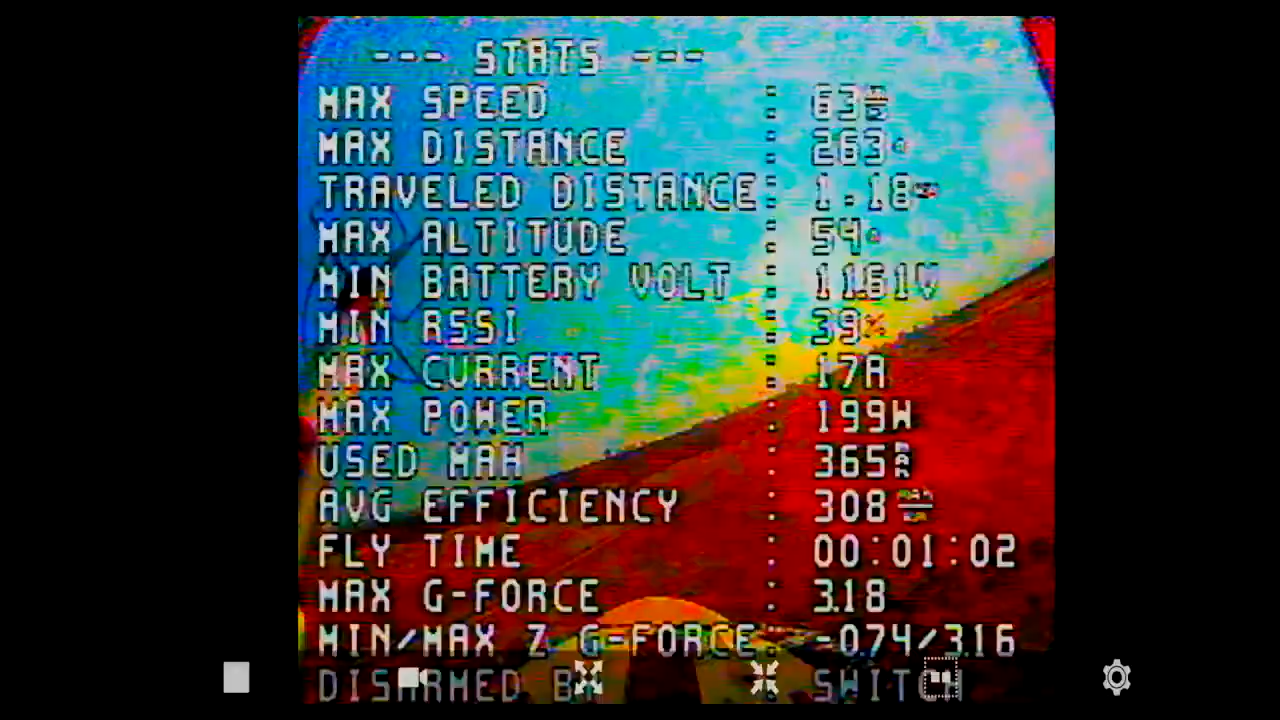 --- STATS ---
MAX SPEED : 63
MAX DISTANCE : 263
TRAVELED DISTANCE : 1.18
MAX ALTITUDE : 54
MIN BATTERY VOLT : 11.61V
MIN RSSI : 39%
MAX CURRENT : 17A
MAX POWER : 199W
USED MAH : 365
AVG EFFICIENCY : 308
FLY TIME : 00:01:02
MAX G-FORCE : 3.18
MIN/MAX Z G-FORCE : -0.74/3.16
DISARMED BY : SWITCH